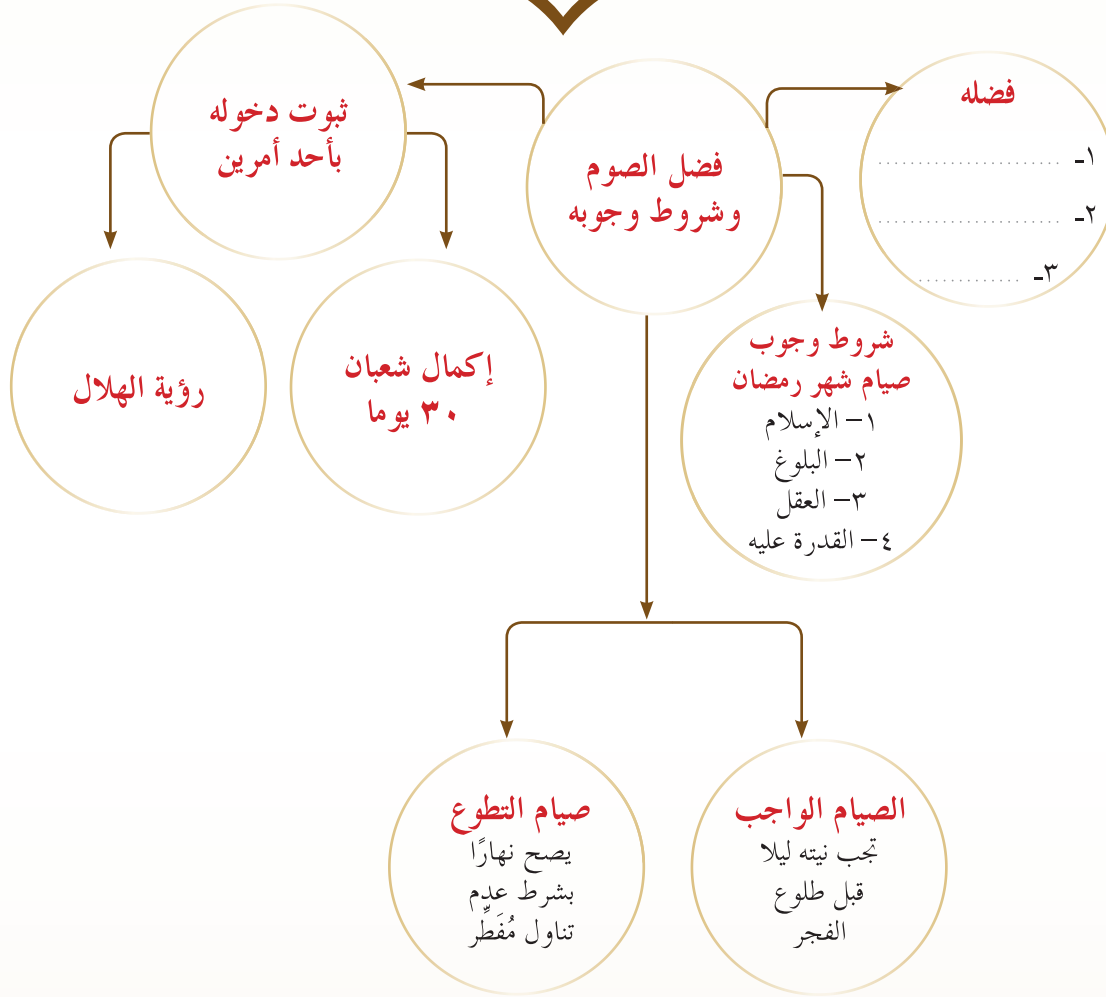 فضل الصوم
وشروط وجوبه
فضله
١- ....................
٢- ....................
٣- .............
شروط وجوب
صيام شهر رمضان
١– الإسلام
٢– البلوغ
٣– العقل
٤– القدرة عليه
ثبوت دخوله
بأحد أمرين
إكمال شعبان
٣٠ يوما
رؤية الهلال
الصيام الواجب
تجب نيته ليلا
قبل طلوع
الفجر
صيام التطوع
يصح نهارًا
بشرط عدم
تناول مُفَطِّر